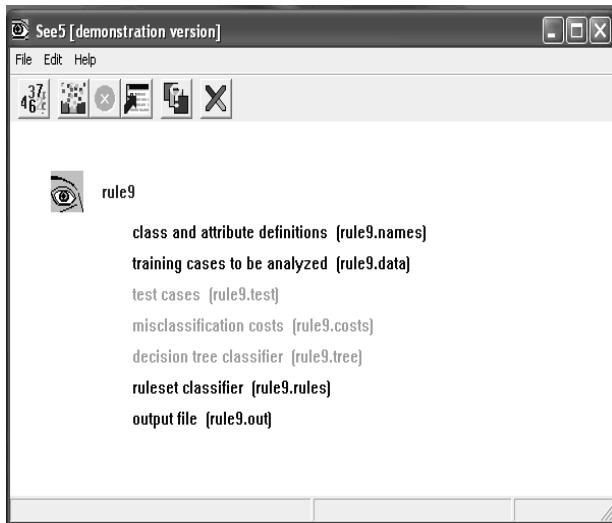 See5 [demonstration version]
File Edit Help
rule9
class and attribute definitions (rule9.names)
training cases to be analyzed (rule9.data)
test cases (rule9.test)
misclassification costs (rule9.costs)
decision tree classifier (rule9.tree)
ruleset classifier (rule9.rules)
output file (rule9.out)